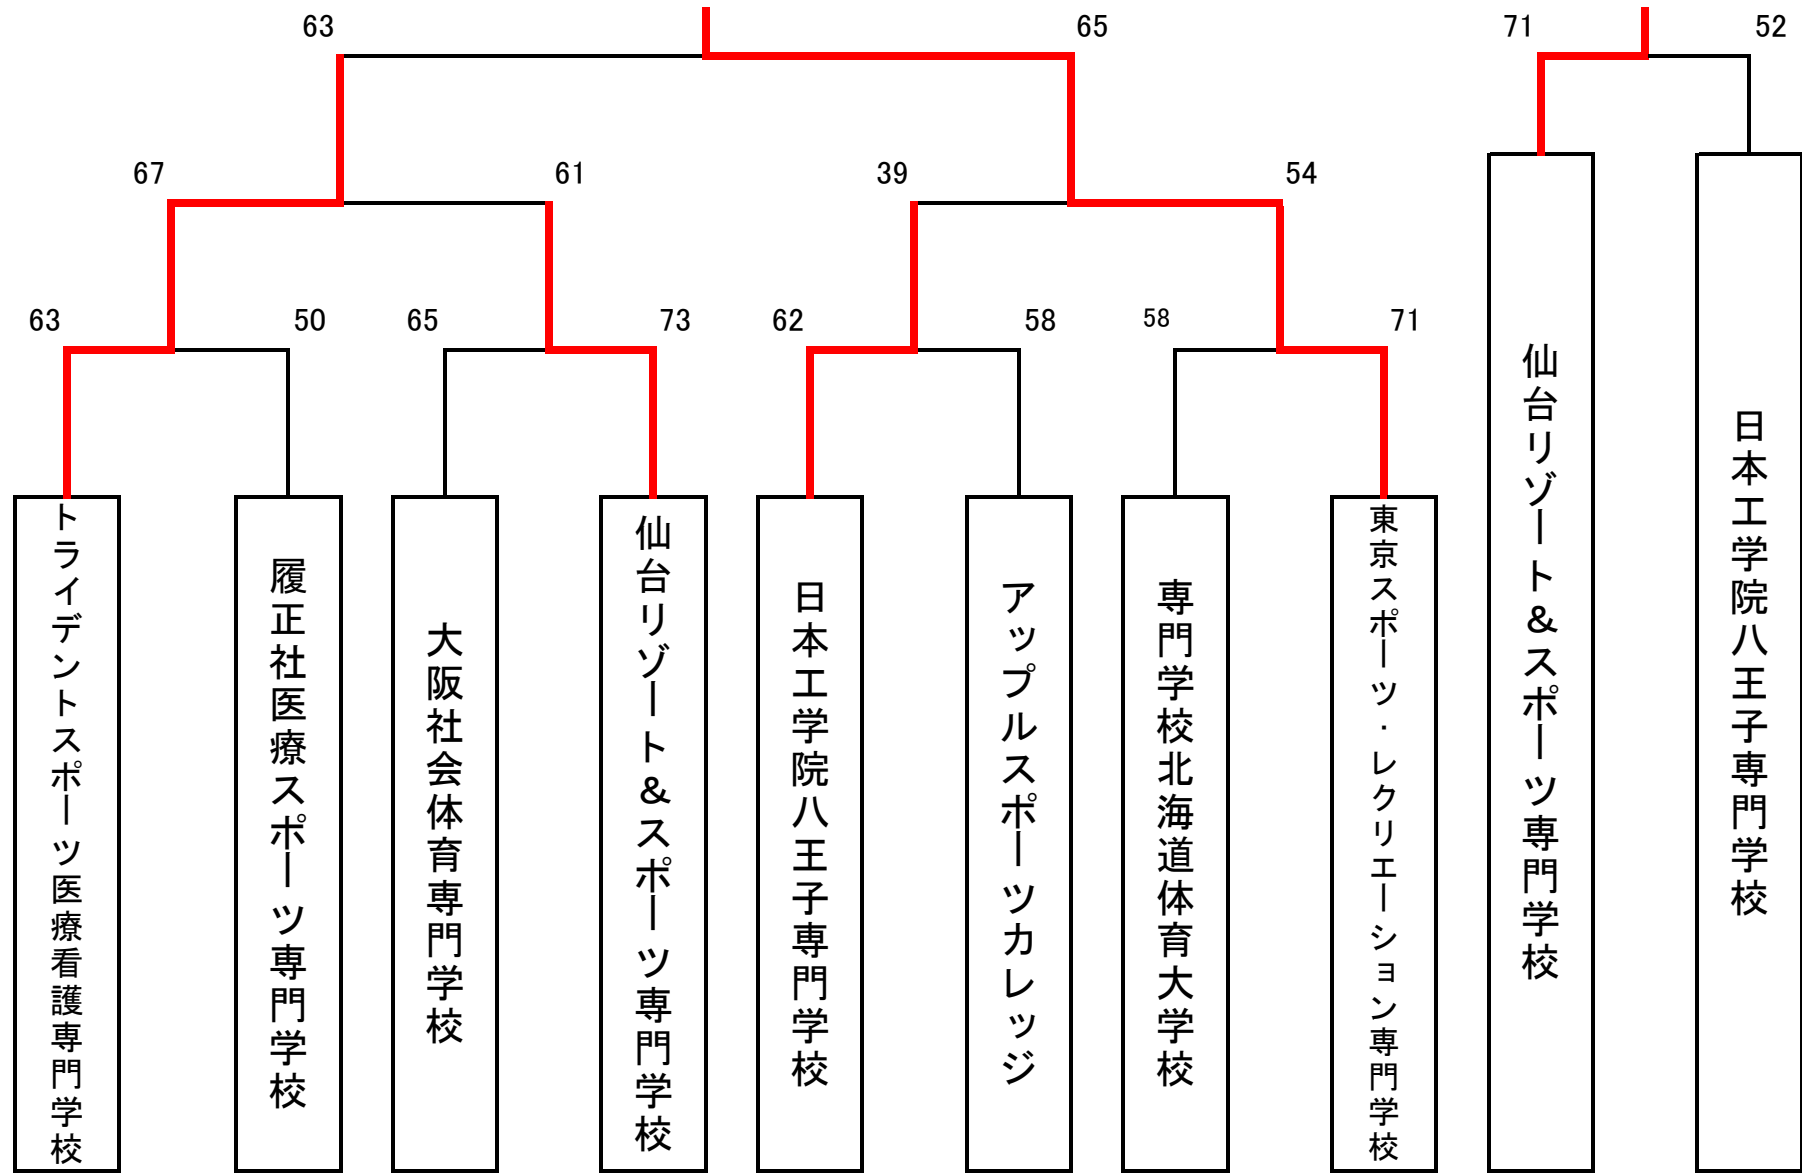 63
65
71
52
67
61
39
54
63
50
65
73
62
58
58
71
トライデントスポーツ医療看護専門学校
履正社医療スポーツ専門学校
大阪社会体育専門学校
仙台リゾート&スポーツ専門学校
日本工学院八王子専門学校
アップルスポーツカレッジ
専門学校北海道体育大学校
東京スポーツ・レクリエーション専門学校
仙台リゾート&スポーツ専門学校
日本工学院八王子専門学校